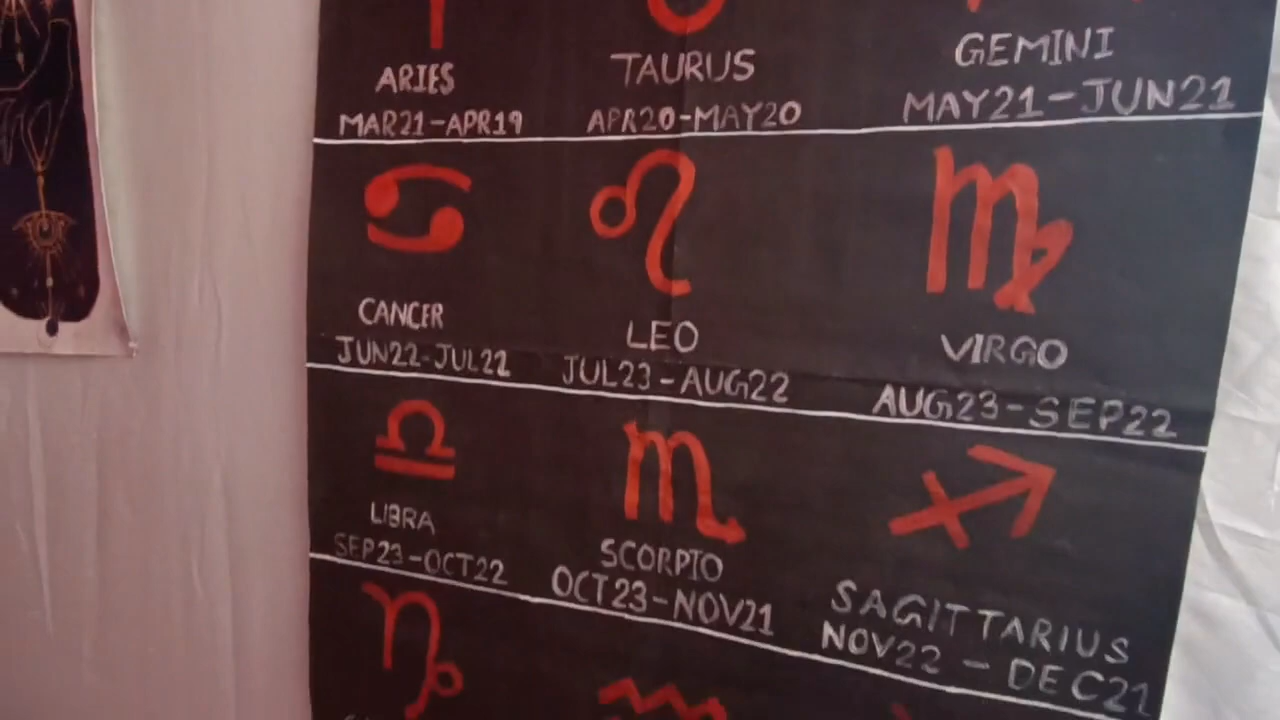 ARIES
MAR21-APR19
TAURUS
APR20-MAY20
GEMINI
MAY21-JUN21
CANCER
JUN22-JUL22
LEO
JUL23-AUG22
VIRGO
AUG23-SEP22
LIBRA
SEP23-OCT22
SCORPIO
OCT23-NOV21
SAGITTARIUS
NOV22 - DEC21